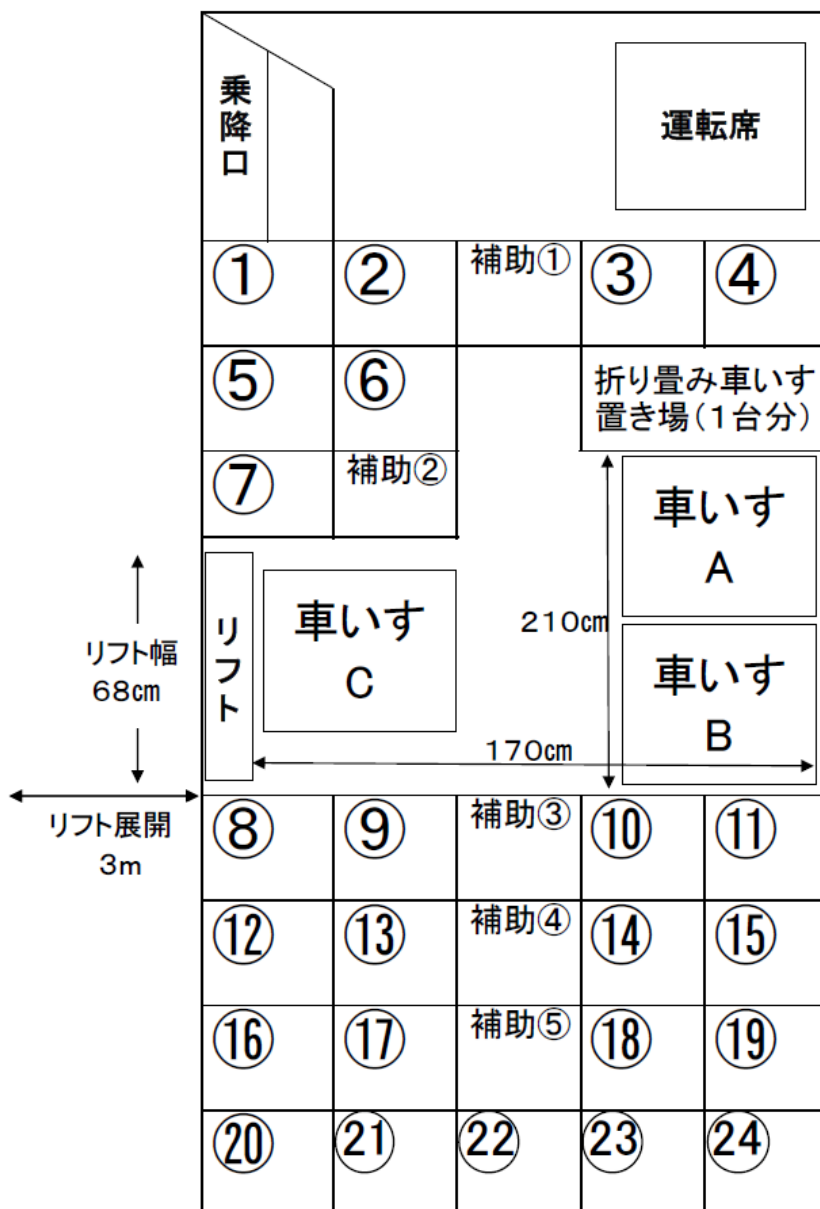 乗降口
運転席
①
②
補助①
③
④
⑤
⑥
折り畳み車いす
置き場(1台分)
⑦
補助②
車いす
A
リフト幅
68㎝
リフト
車いす
C
210㎝
車いす
B
170㎝
リフト展開
3m
⑧
⑨
補助③
⑩
⑪
⑫
⑬
補助④
⑭
⑮
⑯
⑰
補助⑤
⑱
⑲
⑳
㉑
㉒
㉓
㉔